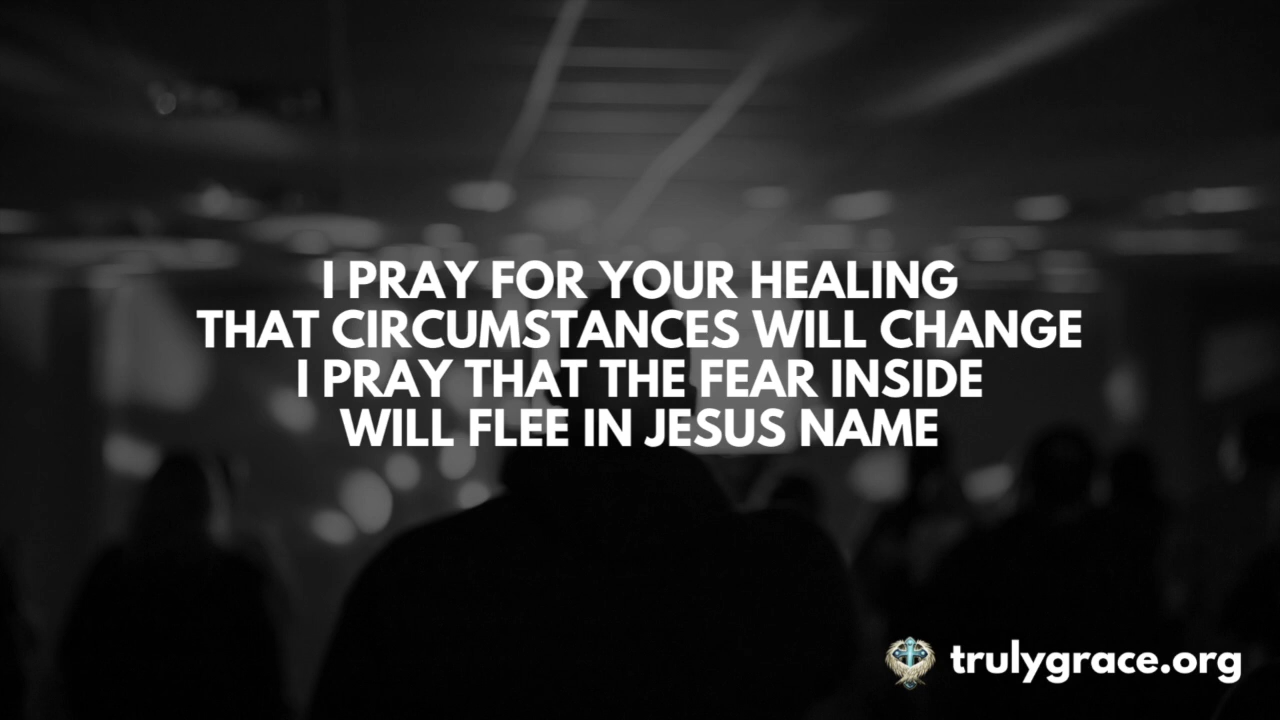 I PRAY FOR YOUR HEALING
THAT CIRCUMSTANCES WILL CHANGE
I PRAY THAT THE FEAR INSIDE
WILL FLEE IN JESUS NAME
trulygrace.org